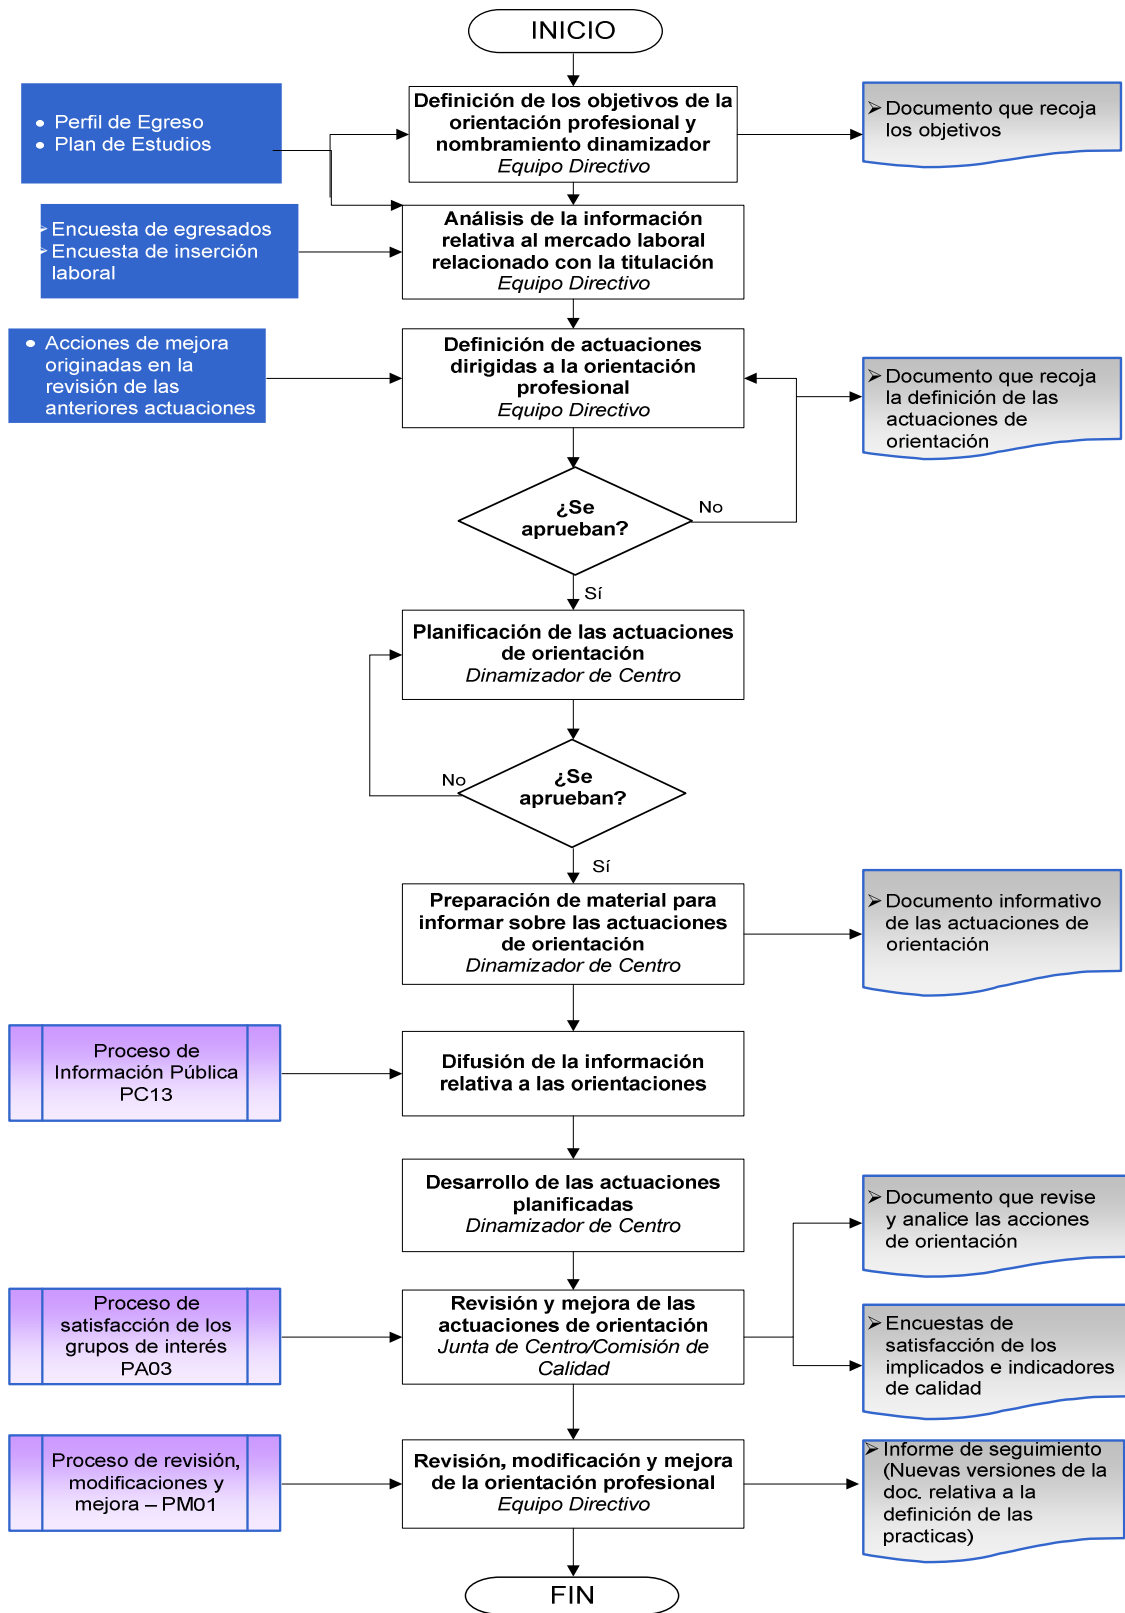 INICIO
Definición de los objetivos de la
orientación profesional y
nombramiento dinamizador
Equipo Directivo
• Perfil de Egreso
• Plan de Estudios
➢ Documento que recoja
los objetivos
Análisis de la información
relativa al mercado laboral
relacionado con la titulación
Equipo Directivo
➢ Encuesta de egresados
➢ Encuesta de inserción
laboral
Definición de actuaciones
dirigidas a la orientación
profesional
Equipo Directivo
• Acciones de mejora
originadas en la
revisión de las
anteriores actuaciones
➢ Documento que recoja
la definición de las
actuaciones de
orientación
¿Se
aprueban?
No
Sí
Planificación de las actuaciones
de orientación
Dinamizador de Centro
¿Se
aprueban?
No
Sí
Preparación de material para
informar sobre las actuaciones
de orientación
Dinamizador de Centro
➢ Documento informativo
de las actuaciones de
orientación
Proceso de
Información Pública
PC13
Difusión de la información
relativa a las orientaciones
Desarrollo de las actuaciones
planificadas
Dinamizador de Centro
➢ Documento que revise
y analice las acciones
de orientación
Proceso de
satisfacción de los
grupos de interés
PA03
Revisión y mejora de las
actuaciones de orientación
Junta de Centro/Comisión de
Calidad
➢ Encuestas de
satisfacción de los
implicados e indicadores
de calidad
Proceso de revisión,
modificaciones y
mejora – PM01
Revisión, modificación y mejora
de la orientación profesional
Equipo Directivo
➢ Informe de seguimiento
(Nuevas versiones de la
doc. relativa a la
definición de las
practicas)
FIN